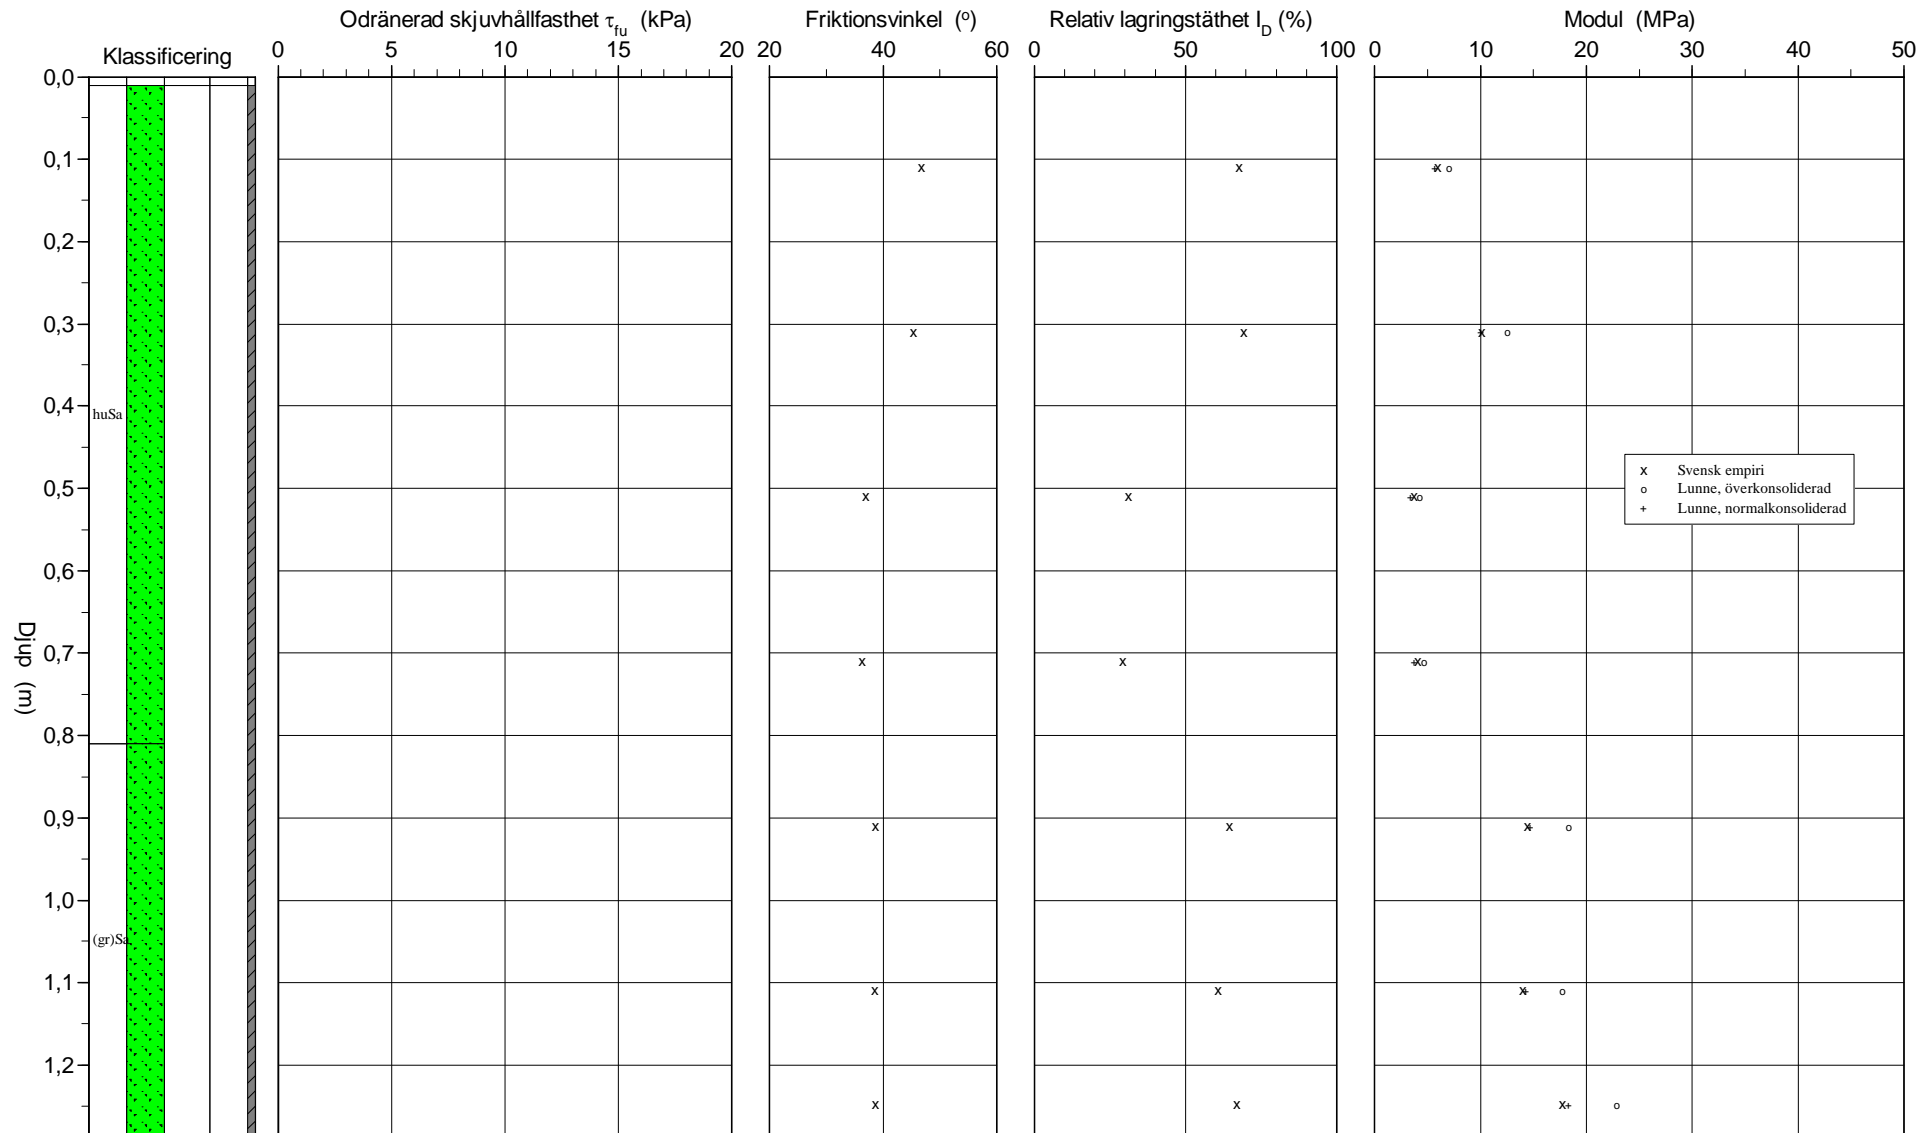 Odränerad skjuvhållfasthet τfu (kPa)
Friktionsvinkel (o)
Relativ lagringstäthet ID (%)
Modul (MPa)
Klassificering
0 5 10 15 20
20 40 60
0 50 100
0 10 20 30 40 50
0,0
0,1
0,2
0,3
0,4
0,5
0,6
0,7
0,8
0,9
1,0
1,1
1,2
Djup (m)
huSa
(gr)Sa
x Svensk empiri
o Lunne, överkonsoliderad
+ Lunne, normalkonsoliderad